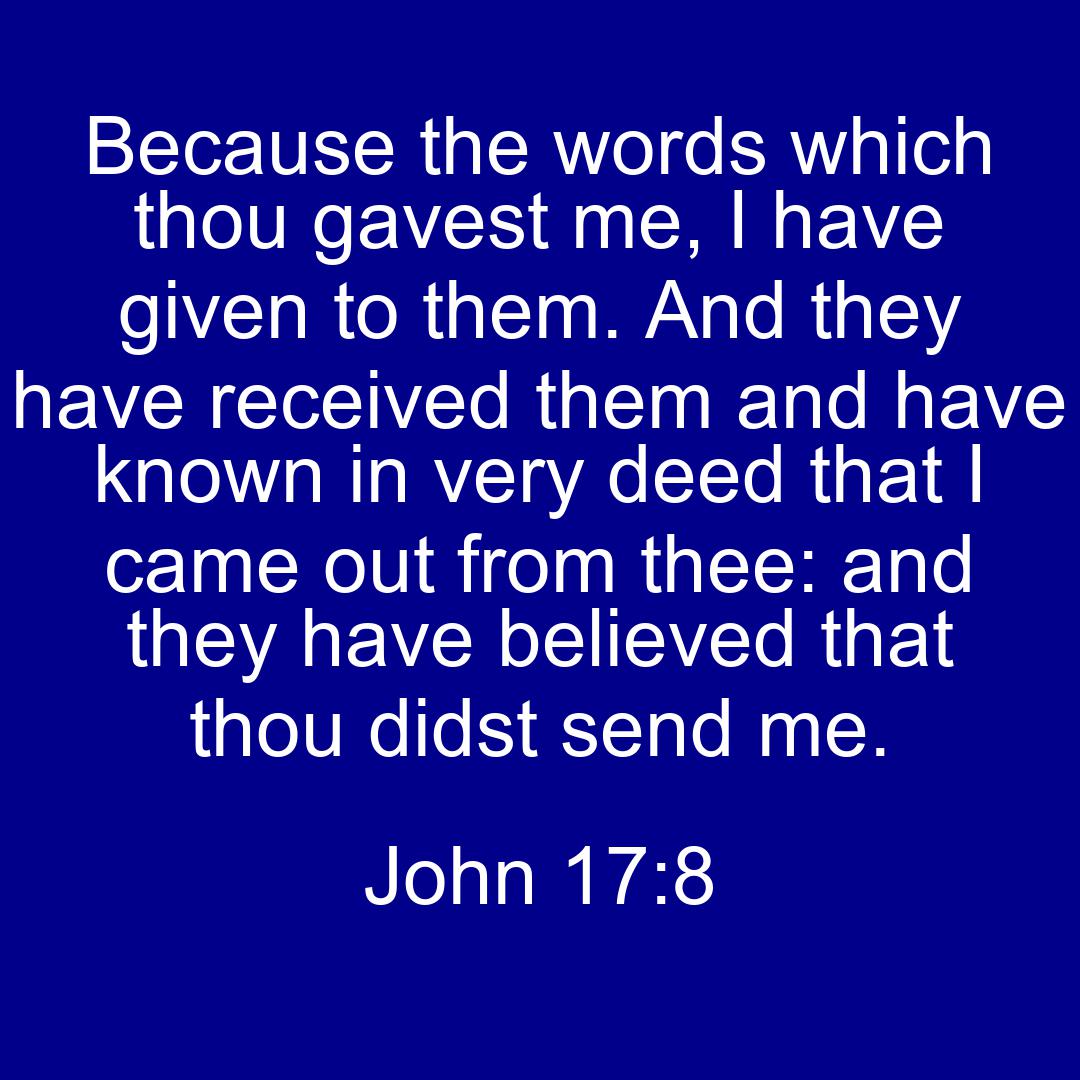 Because the words which
thou gavest me, I have
given to them. And they
have received them and have
known in very deed that I
came out from thee: and
they have believed that
thou didst send me.
John 17:8